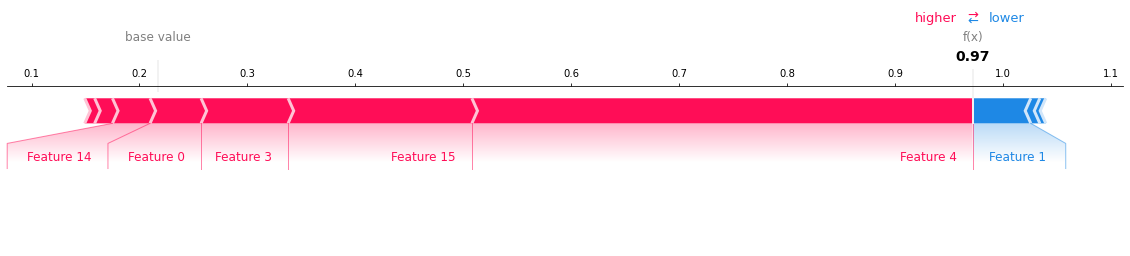 higher ⇄ lower
base value f(x)
0.97
0.1 0.2 0.3 0.4 0.5 0.6 0.7 0.8 0.9 1.0 1.1
Feature 14 Feature 0 Feature 3 Feature 15 Feature 4 Feature 1